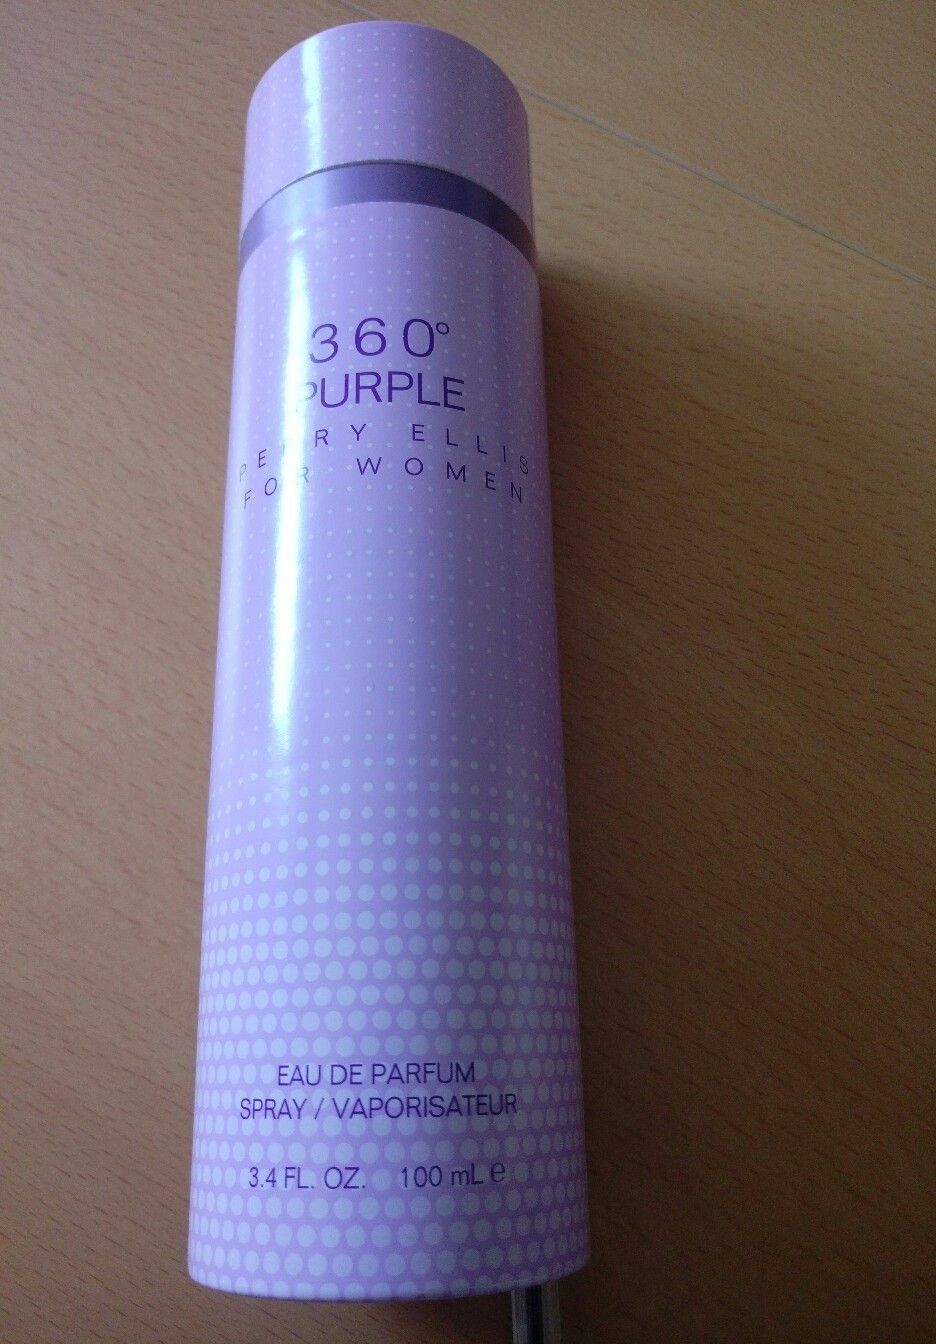 360°
PURPLE
PERRY ELLIS
FOR WOMEN
EAU DE PARFUM
SPRAY / VAPORISATEUR
3.4 FL. OZ. 100 mL ℮